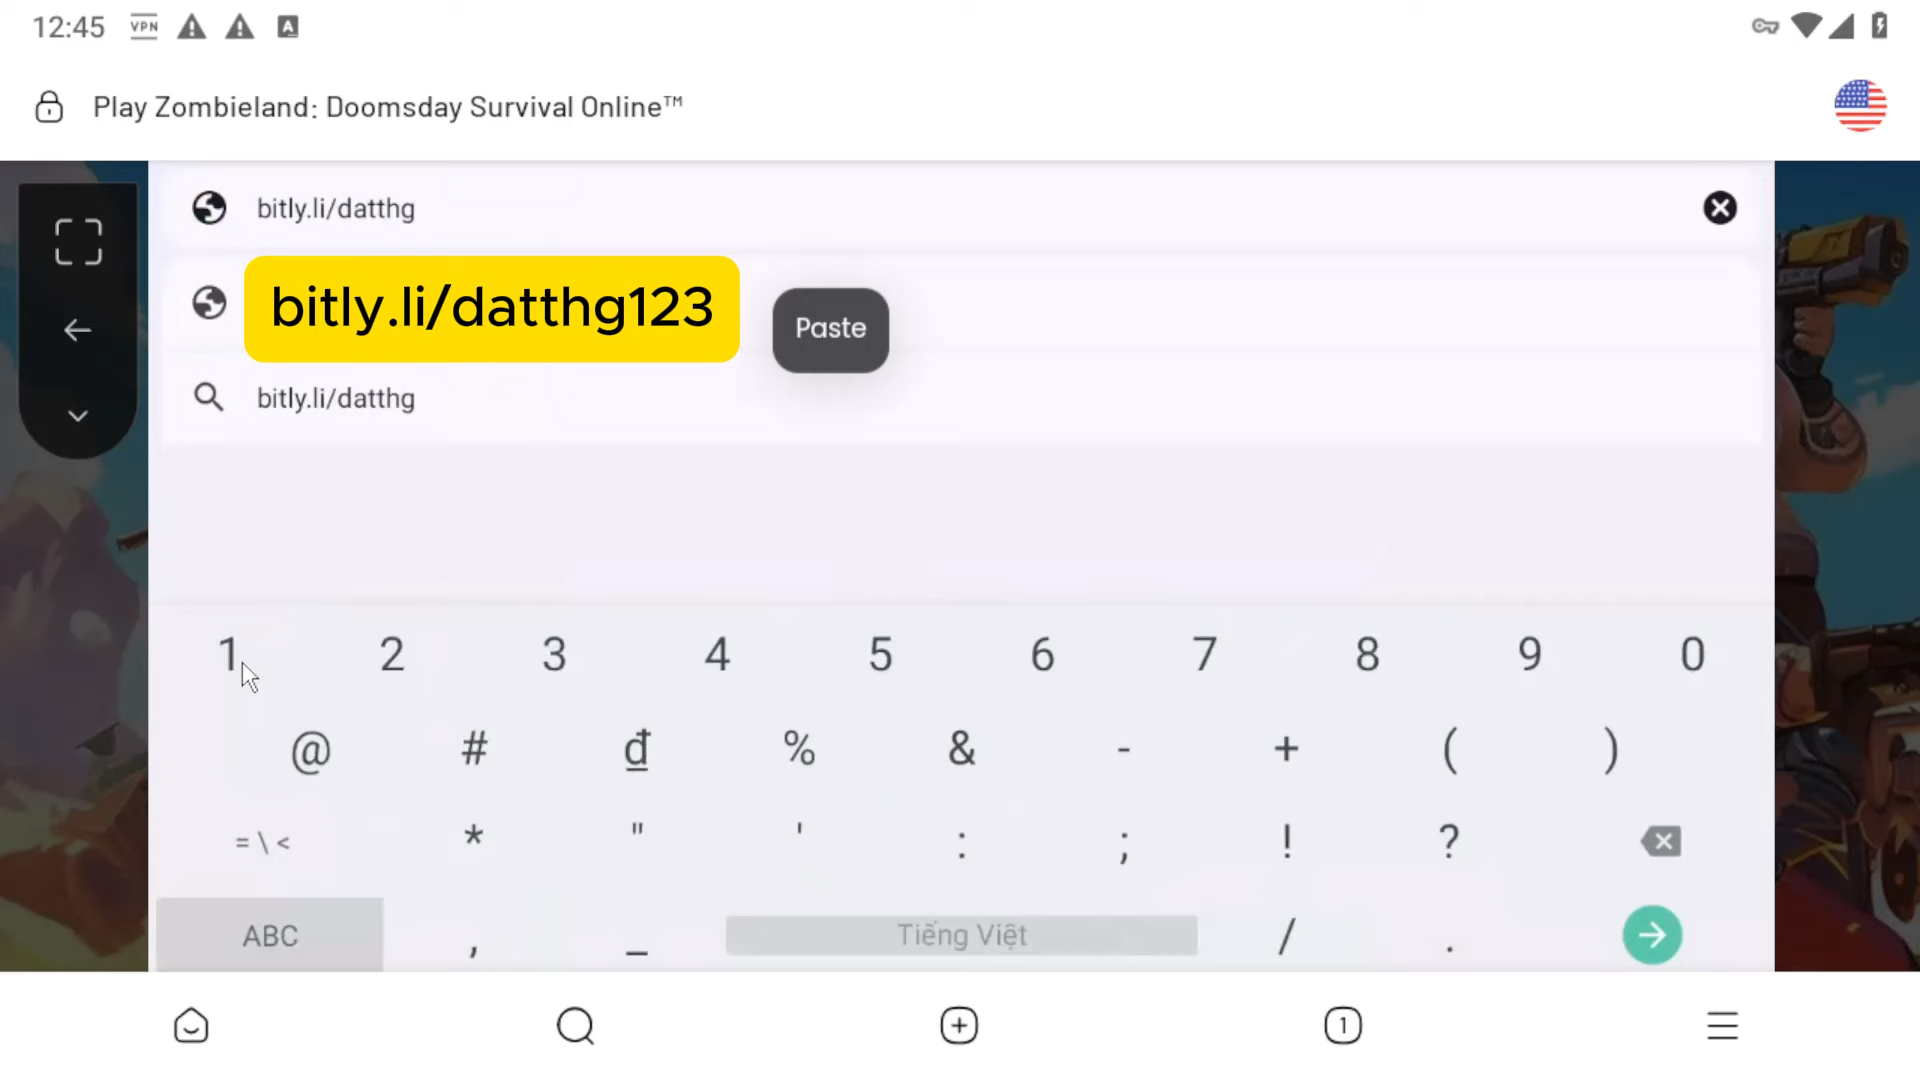 12:45 VPN A
Play Zombieland: Doomsday Survival Online™
bitly.li/datthg
bitly.li/datthg123
Paste
bitly.li/datthg
1 2 3 4 5 6 7 8 9 0
@ # ₫ % & - + ( )
= \ < * " ' : ; ! ?
ABC , _ Tiếng Việt / .
1